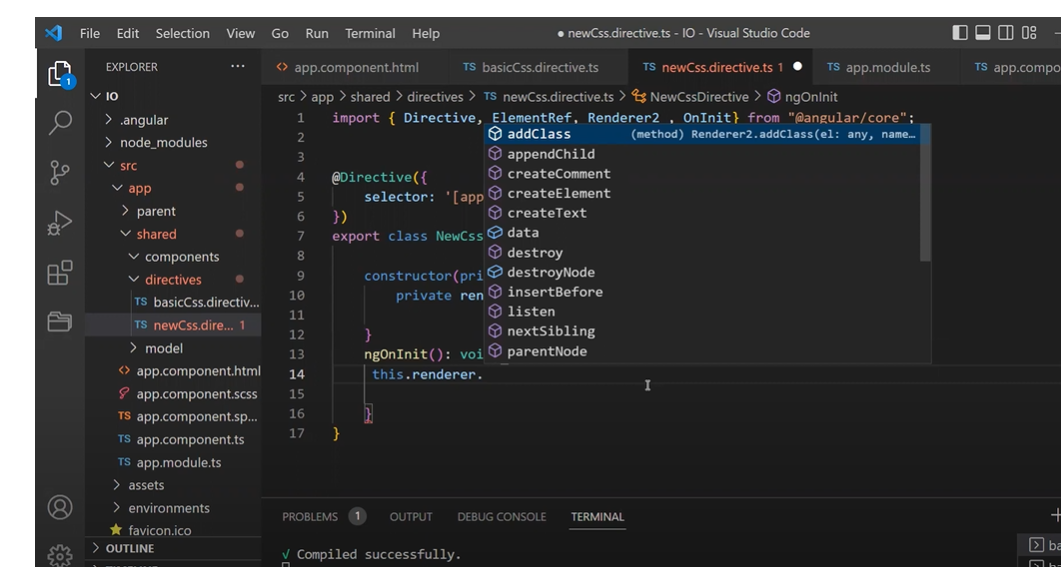 File Edit Selection View Go Run Terminal Help
● newCss.directive.ts - IO - Visual Studio Code
EXPLORER ...
1
IO
.angular
node_modules
src
app
parent
shared
components
directives
TS basicCss.directiv...
TS newCss.dire... 1
model
<> app.component.html
app.component.scss
TS app.component.sp...
TS app.component.ts
TS app.module.ts
assets
environments
favicon.ico
OUTLINE
<> app.component.html TS basicCss.directive.ts TS newCss.directive.ts 1 ● TS app.module.ts TS app.compo
src > app > shared > directives > TS newCss.directive.ts > NewCssDirective > ngOnInit
1 import { Directive, ElementRef, Renderer2 , OnInit} from "@angular/core";
2
3
4 @Directive({
5 selector: '[app
6 })
7 export class NewCss
8
9 constructor(pri
10 private ren
11
12 }
13 ngOnInit(): voi
14 this.renderer.
15
16 }
17 }
addClass (method) Renderer2.addClass(el: any, name...
appendChild
createComment
createElement
createText
data
destroy
destroyNode
insertBefore
listen
nextSibling
parentNode
PROBLEMS 1 OUTPUT DEBUG CONSOLE TERMINAL
√ Compiled successfully.
ba